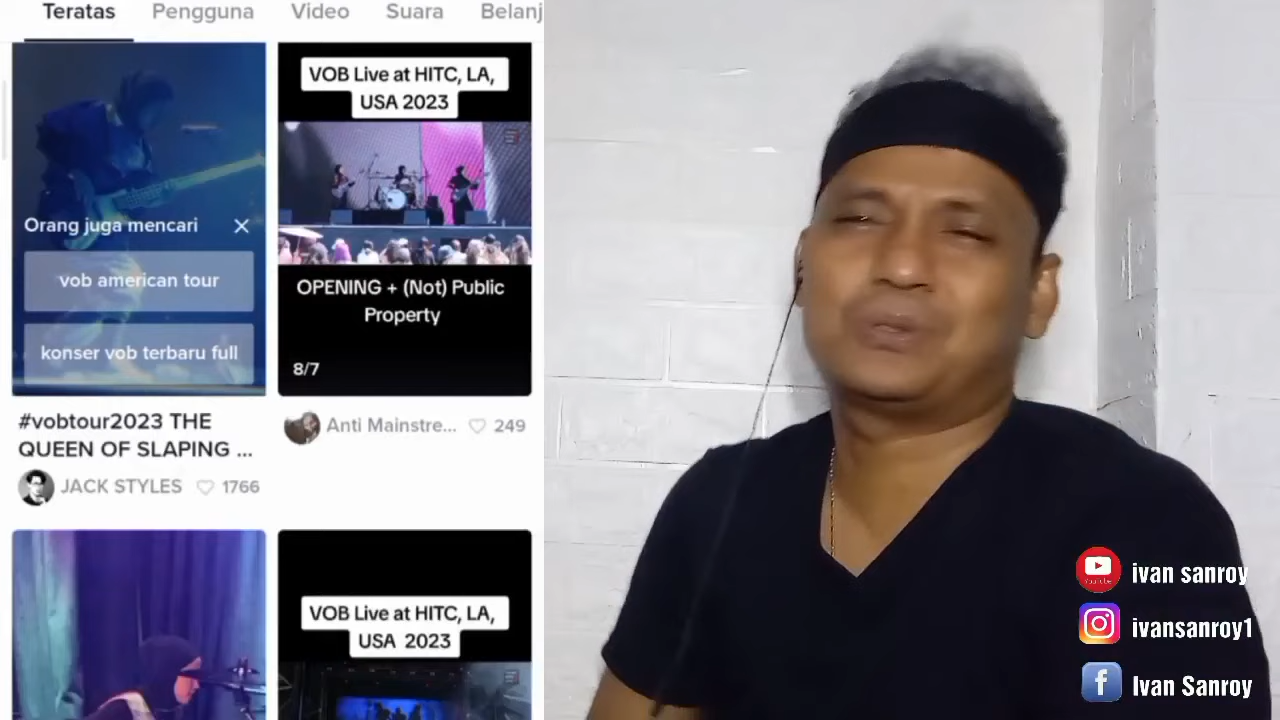 Teratas Pengguna Video Suara Belanj
Orang juga mencari
vob american tour
konser vob terbaru full
#vobtour2023 THE
QUEEN OF SLAPING ...
JACK STYLES 1766
VOB Live at HITC, LA,
USA 2023
OPENING + (Not) Public
Property
8/7
Anti Mainstre... 249
VOB Live at HITC, LA,
USA 2023
YouTube
ivan sanroy
ivansanroy1
Ivan Sanroy